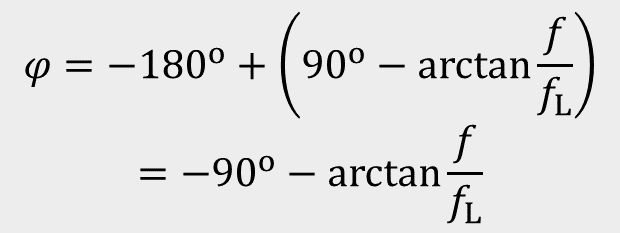 φ = −180º + (90º − arctan f/f_L)
= −90º − arctan f/f_L